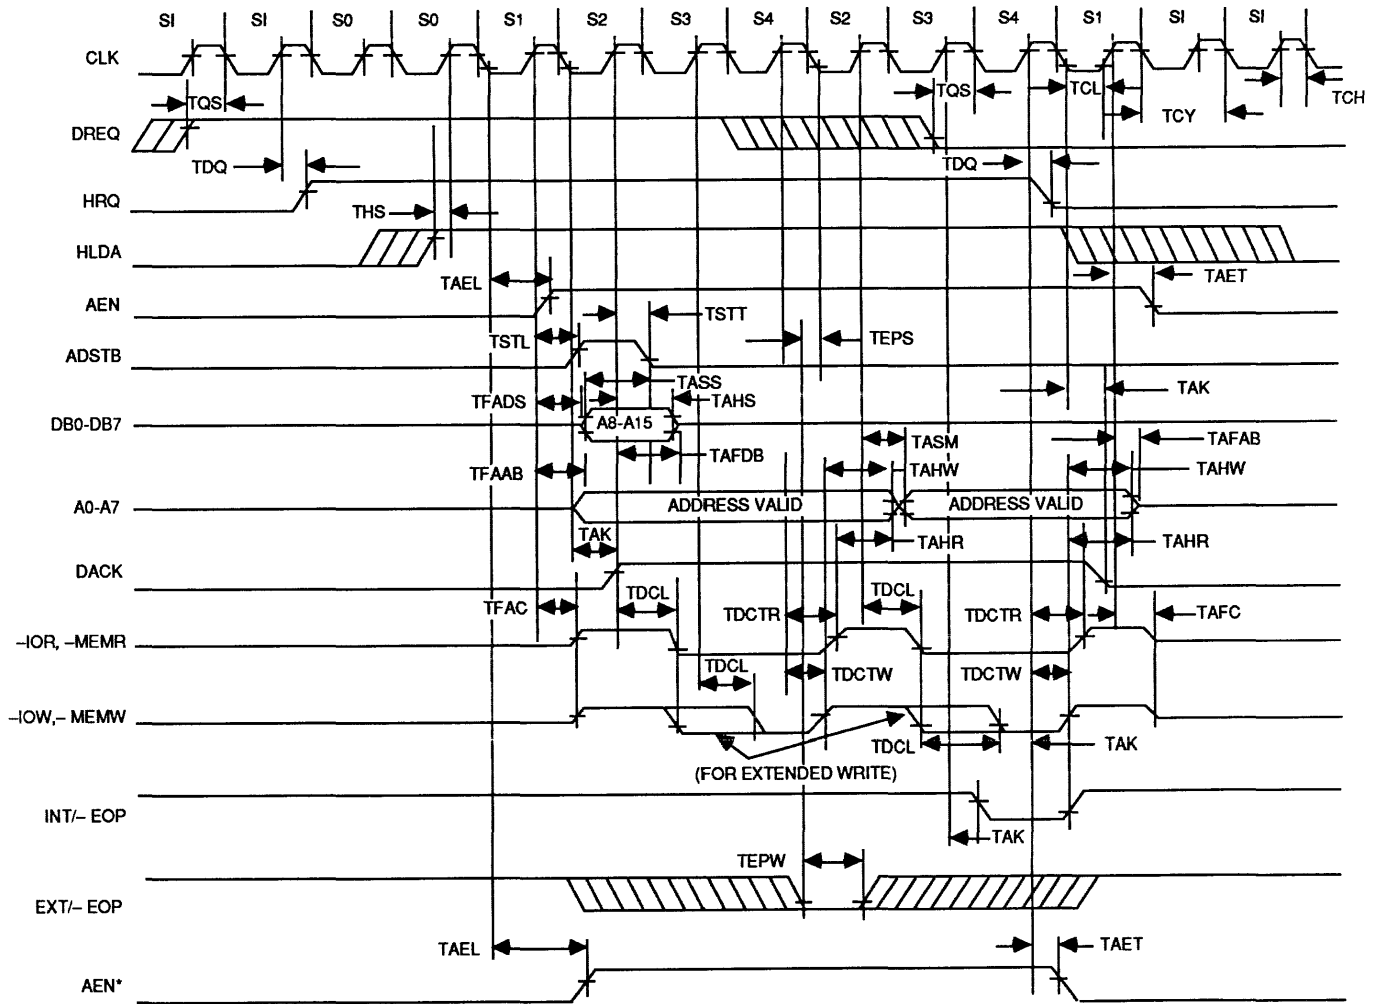 SI SI S0 S0 S1 S2 S3 S4 S2 S3 S4 S1 SI SI
CLK
TQS TQS TCL TCH
TCY
DREQ
TDQ TDQ
HRQ
THS
HLDA
TAEL TAET
AEN
TSTT
TSTL TEPS
ADSTB
TASS TAK
TFADS TAHS
DB0-DB7 A8-A15
TASM TAFAB
TAFDB
TFAAB TAHW TAHW
A0-A7 ADDRESS VALID ADDRESS VALID
TAK TAHR TAHR
DACK
TDCL TDCL
TFAC TDCTR TDCTR TAFC
–IOR, –MEMR
TDCL TDCTW TDCTW
–IOW,– MEMW
TDCL TAK
(FOR EXTENDED WRITE)
INT/– EOP
TAK
TEPW
EXT/– EOP
TAEL TAET
AEN*